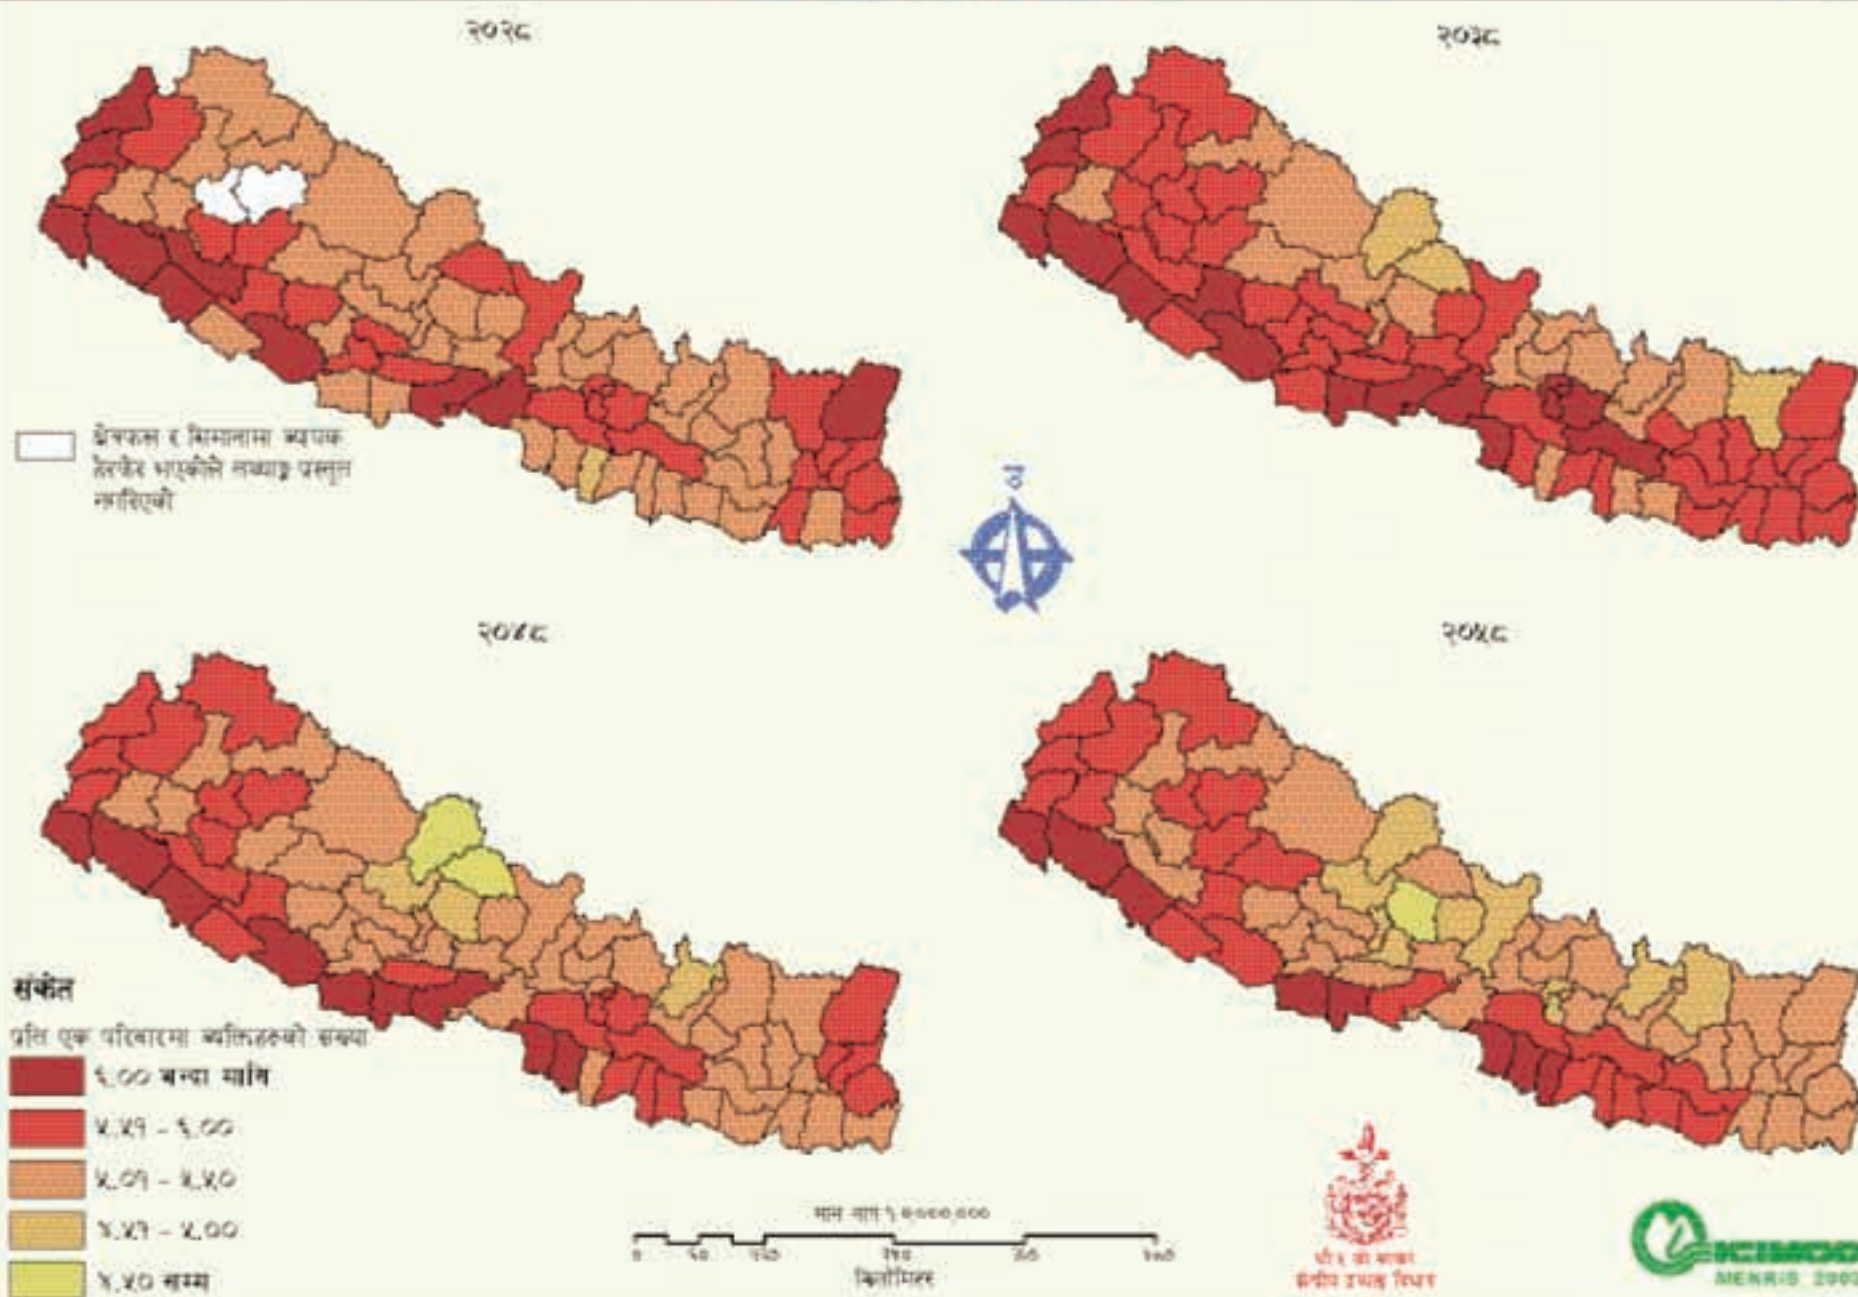 २०२८
२०३८
क्षेत्रफल र सिमानामा व्यापक
हेरफेर भएकोले तथ्याङ्क प्रस्तुत
नगरिएको
उ
२०४८
२०५८
संकेत
प्रति एक परिवारमा व्यक्तिहरुको संख्या
६.०० भन्दा माथि
५.५१ - ६.००
५.०१ - ५.५०
४.५१ - ५.००
४.५० सम्म
किलोमिटर
केन्द्रीय तथ्याङ्क विभाग
ICIMOD
MENRIS 2003